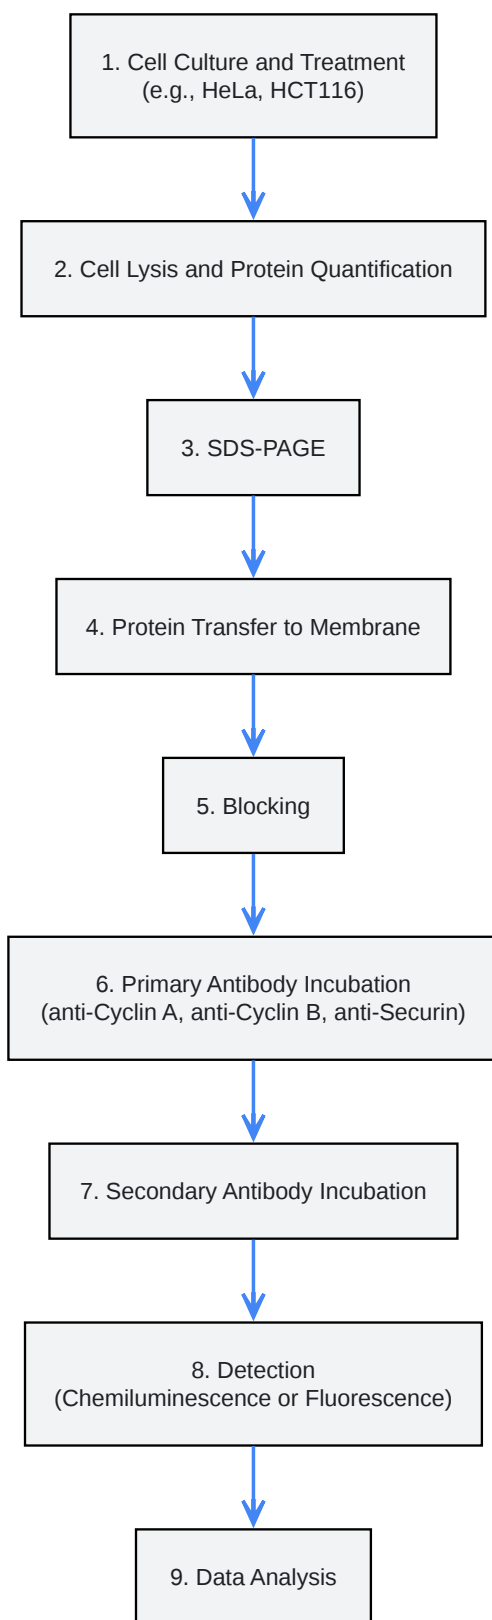 1. Cell Culture and Treatment
(e.g., HeLa, HCT116)
2. Cell Lysis and Protein Quantification
3. SDS-PAGE
4. Protein Transfer to Membrane
5. Blocking
6. Primary Antibody Incubation
(anti-Cyclin A, anti-Cyclin B, anti-Securin)
7. Secondary Antibody Incubation
8. Detection
(Chemiluminescence or Fluorescence)
9. Data Analysis